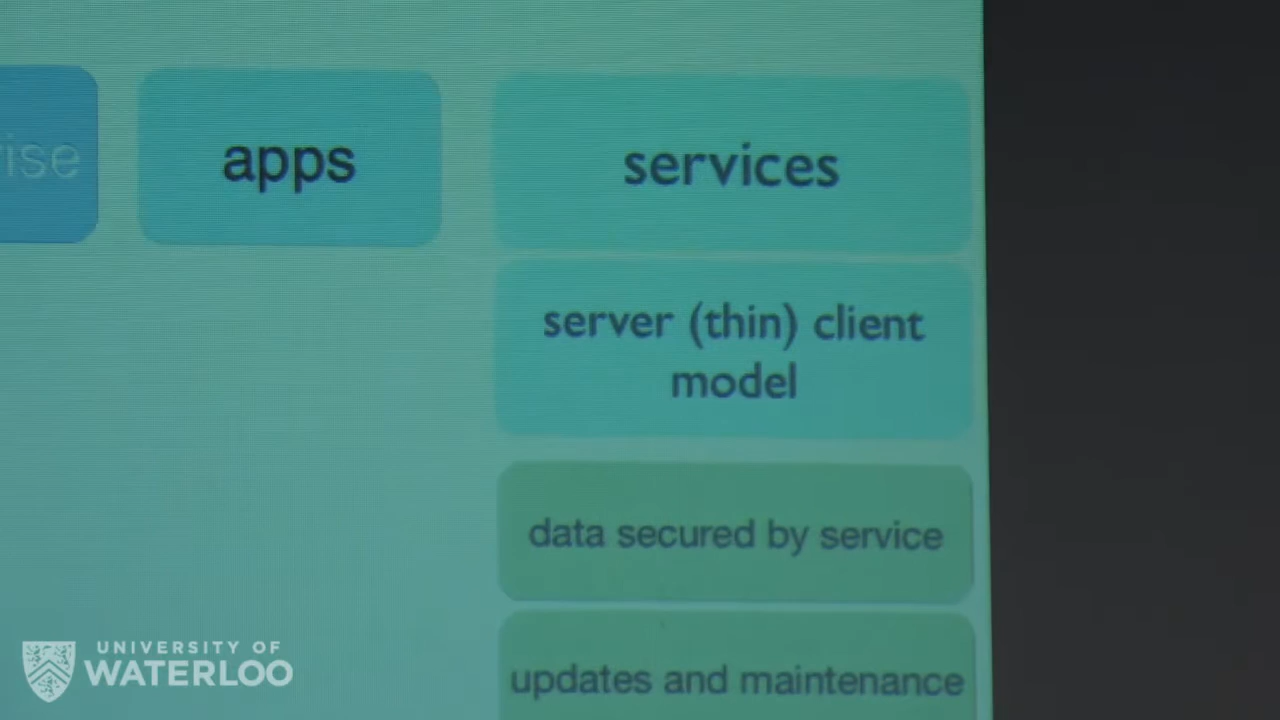 apps
services
server (thin) client
model
data secured by service
updates and maintenance
UNIVERSITY OF
WATERLOO